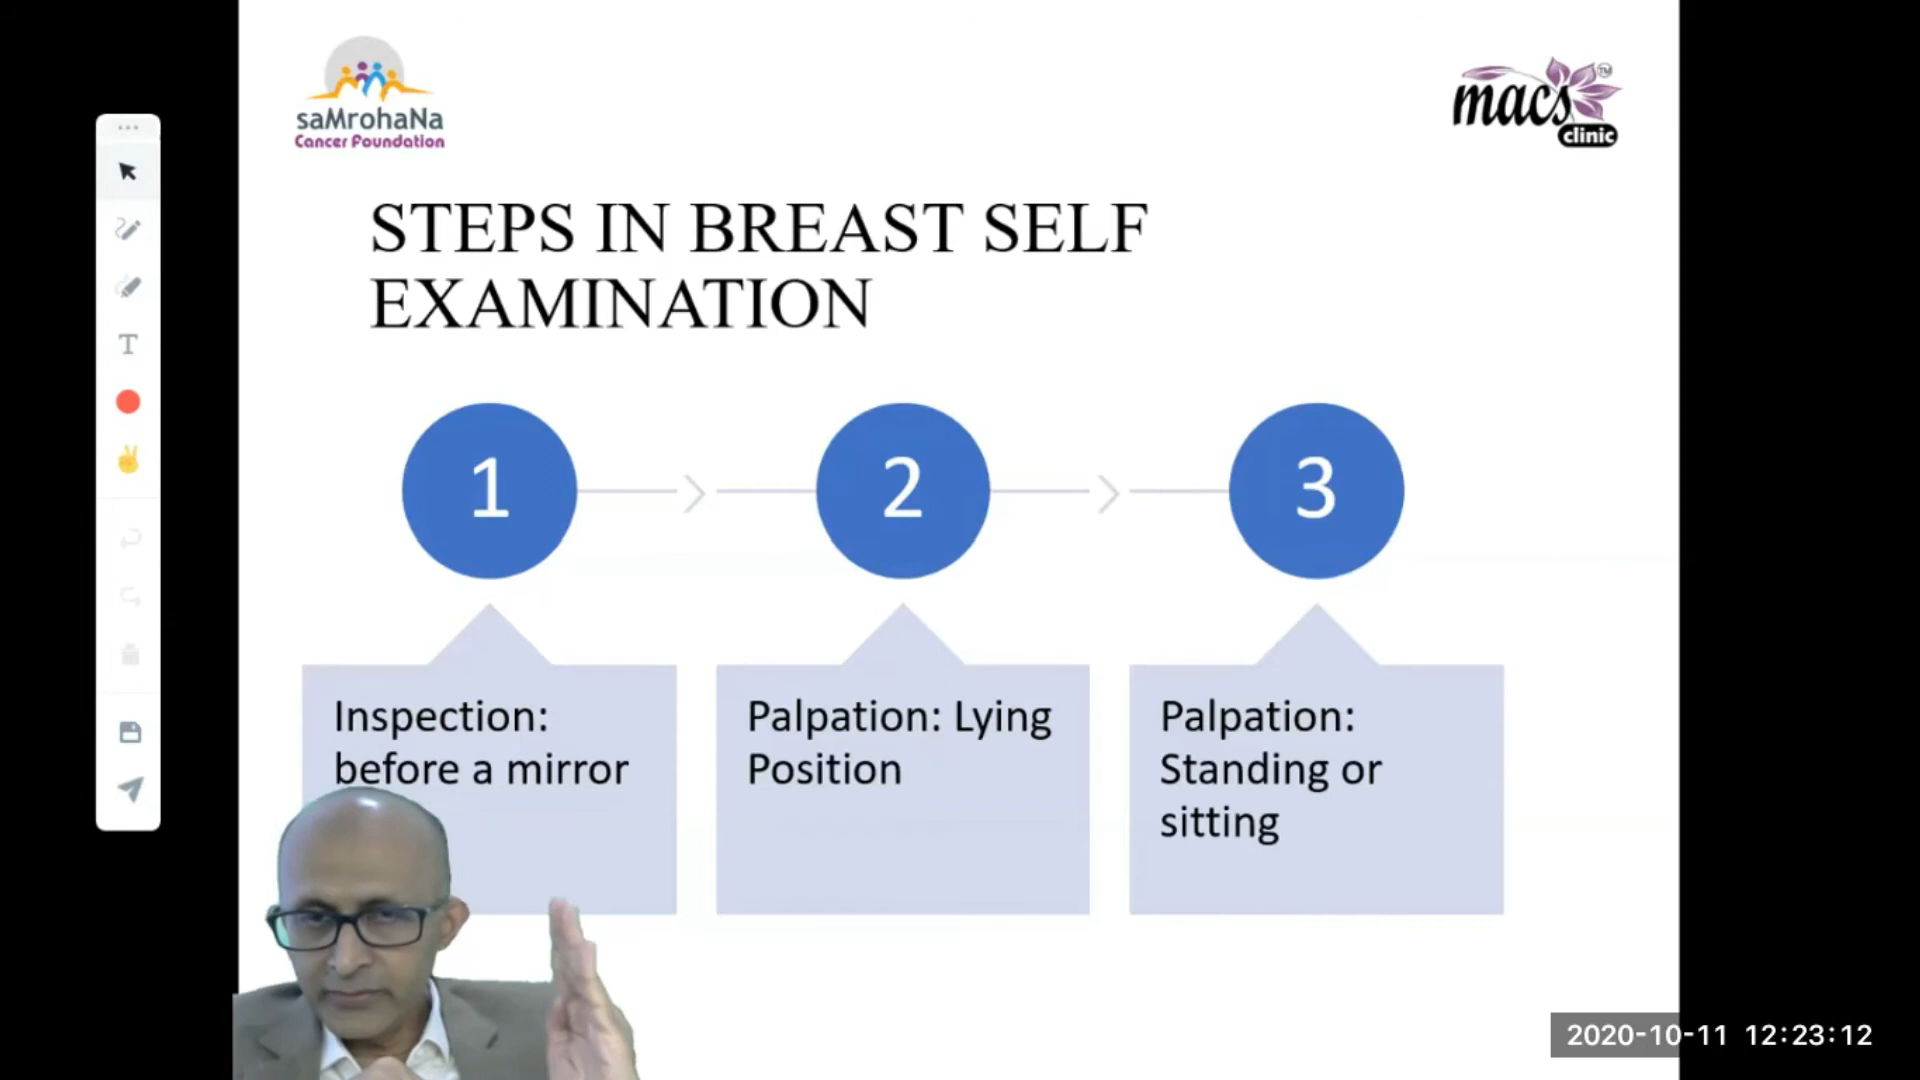 saMrohaNa
Cancer Foundation
macs
TM
clinic
STEPS IN BREAST SELF
EXAMINATION
1
2
3
Inspection:
before a mirror
Palpation: Lying
Position
Palpation:
Standing or
sitting
T
2020-10-11 12:23:12